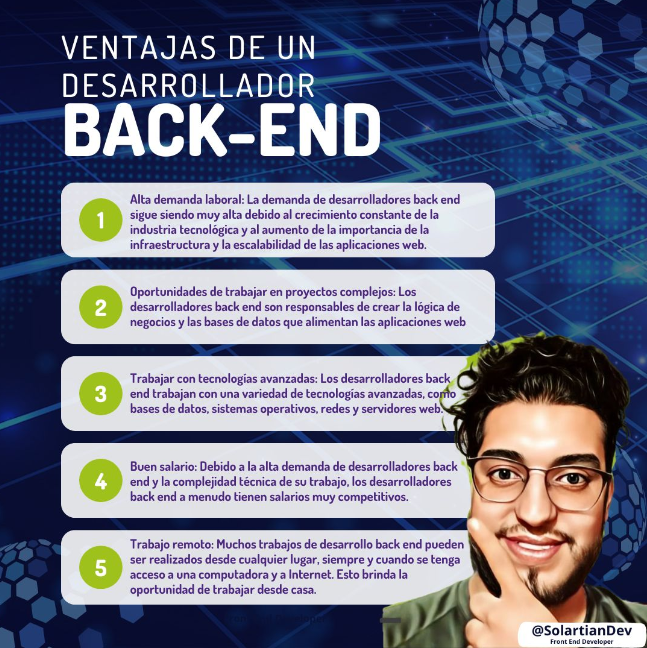 VENTAJAS DE UN
DESARROLLADOR
BACK-END
1
Alta demanda laboral: La demanda de desarrolladores back end
sigue siendo muy alta debido al crecimiento constante de la
industria tecnológica y al aumento de la importancia de la
infraestructura y la escalabilidad de las aplicaciones web.
2
Oportunidades de trabajar en proyectos complejos: Los
desarrolladores back end son responsables de crear la lógica de
negocios y las bases de datos que alimentan las aplicaciones web
3
Trabajar con tecnologías avanzadas: Los desarrolladores back
end trabajan con una variedad de tecnologías avanzadas, como
bases de datos, sistemas operativos, redes y servidores web.
4
Buen salario: Debido a la alta demanda de desarrolladores back
end y la complejidad técnica de su trabajo, los desarrolladores
back end a menudo tienen salarios muy competitivos.
5
Trabajo remoto: Muchos trabajos de desarrollo back end pueden
ser realizados desde cualquier lugar, siempre y cuando se tenga
acceso a una computadora y a Internet. Esto brinda la
oportunidad de trabajar desde casa.
@SolartianDev
Front End Developer